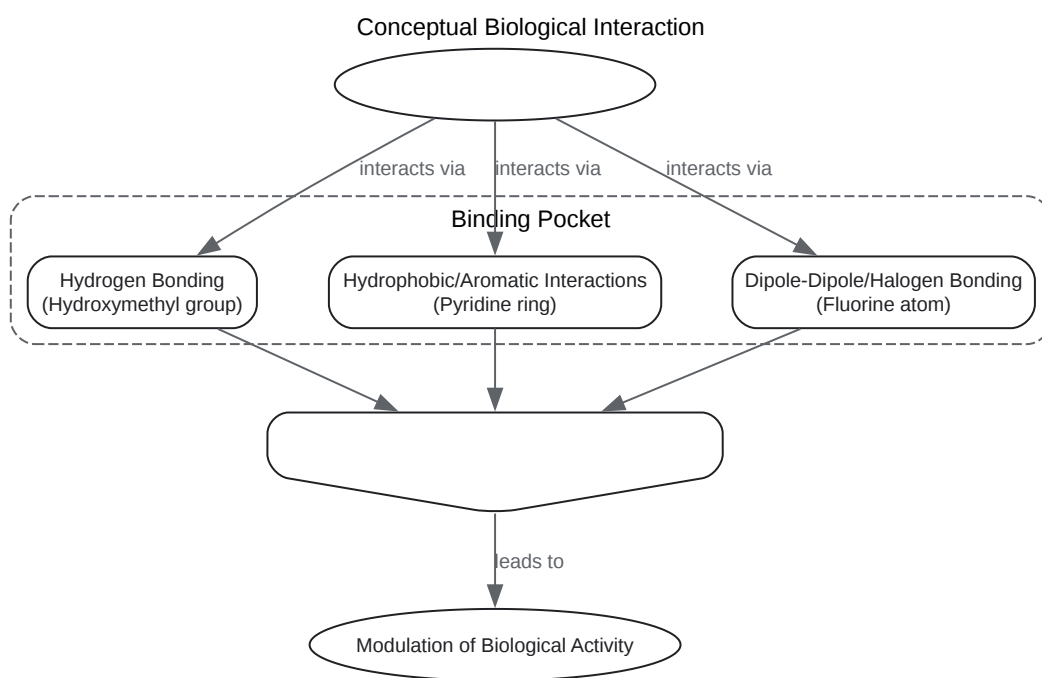 Conceptual Biological Interaction
interacts via
interacts via
interacts via
Binding Pocket
Hydrogen Bonding
(Hydroxymethyl group)
Hydrophobic/Aromatic Interactions
(Pyridine ring)
Dipole-Dipole/Halogen Bonding
(Fluorine atom)
leads to
Modulation of Biological Activity